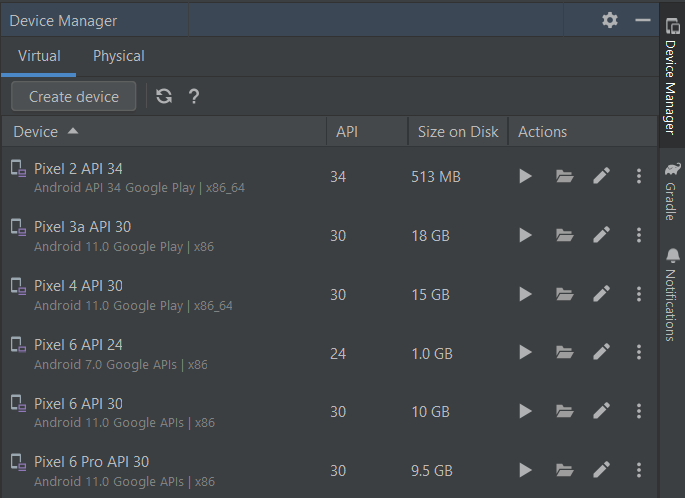 Device Manager
Virtual Physical
Create device ?
Device API Size on Disk Actions
Pixel 2 API 34
Android API 34 Google Play | x86_64
34 513 MB
Pixel 3a API 30
Android 11.0 Google Play | x86
30 18 GB
Pixel 4 API 30
Android 11.0 Google Play | x86_64
30 15 GB
Pixel 6 API 24
Android 7.0 Google APIs | x86
24 1.0 GB
Pixel 6 API 30
Android 11.0 Google APIs | x86
30 10 GB
Pixel 6 Pro API 30
Android 11.0 Google APIs | x86
30 9.5 GB
Device Manager
Gradle
Notifications